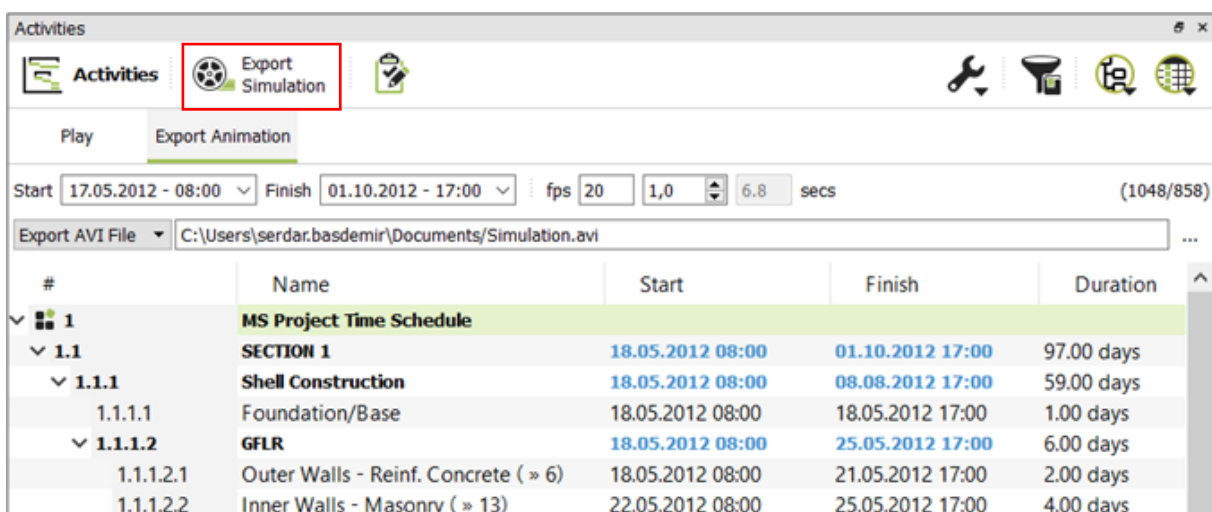 Activities
Activities Export Simulation
Play Export Animation
Start 17.05.2012 - 08:00 Finish 01.10.2012 - 17:00 fps 20 1,0 6.8 secs (1048/858)
Export AVI File C:\Users\serdar.basdemir\Documents/Simulation.avi ...
# Name Start Finish Duration
1 MS Project Time Schedule
1.1 SECTION 1 18.05.2012 08:00 01.10.2012 17:00 97.00 days
1.1.1 Shell Construction 18.05.2012 08:00 08.08.2012 17:00 59.00 days
1.1.1.1 Foundation/Base 18.05.2012 08:00 18.05.2012 17:00 1.00 days
1.1.1.2 GFLR 18.05.2012 08:00 25.05.2012 17:00 6.00 days
1.1.1.2.1 Outer Walls - Reinf. Concrete ( » 6) 18.05.2012 08:00 21.05.2012 17:00 2.00 days
1.1.1.2.2 Inner Walls - Masonry ( » 13) 22.05.2012 08:00 25.05.2012 17:00 4.00 days